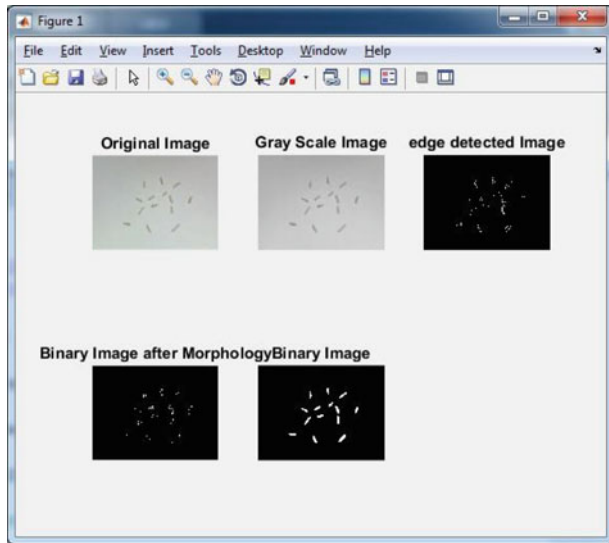 Figure 1
File Edit View Insert Tools Desktop Window Help
Original Image Gray Scale Image edge detected Image
Binary Image after MorphologyBinary Image